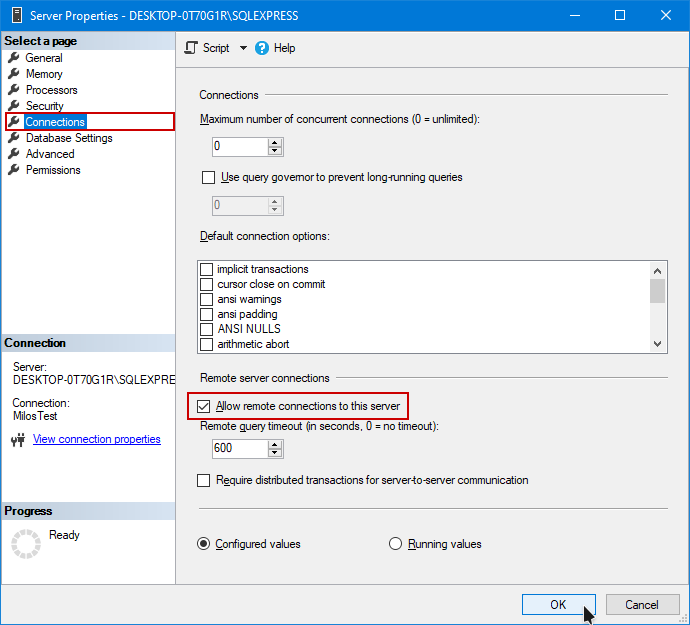 Server Properties - DESKTOP-0T70G1R\SQLEXPRESS
Select a page
General
Memory
Processors
Security
Connections
Database Settings
Advanced
Permissions
Connection
Server:
DESKTOP-0T70G1R\SQLEXPRE
Connection:
MilosTest
View connection properties
Progress
Ready
Script
Help
Connections
Maximum number of concurrent connections (0 = unlimited):
0
Use query governor to prevent long-running queries
0
Default connection options:
implicit transactions
cursor close on commit
ansi warnings
ansi padding
ANSI NULLS
arithmetic abort
Remote server connections
Allow remote connections to this server
Remote query timeout (in seconds, 0 = no timeout):
600
Require distributed transactions for server-to-server communication
Configured values
Running values
OK
Cancel